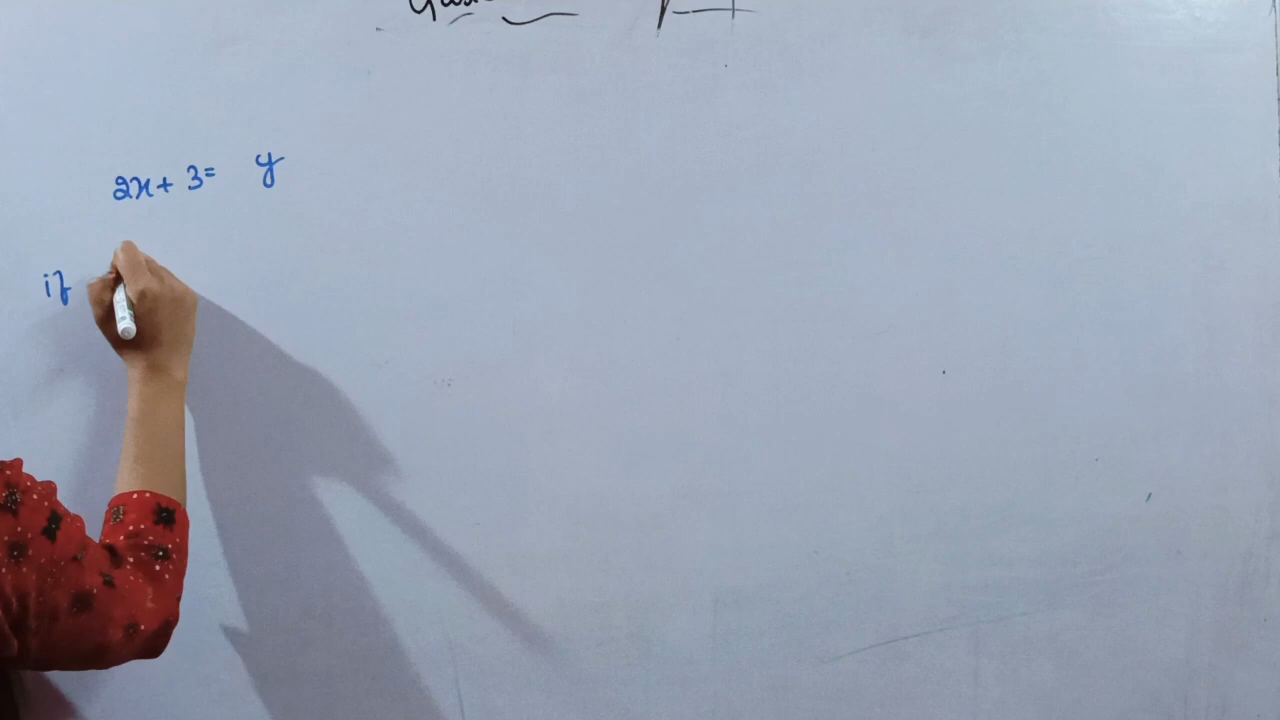 2x + 3 = y
if